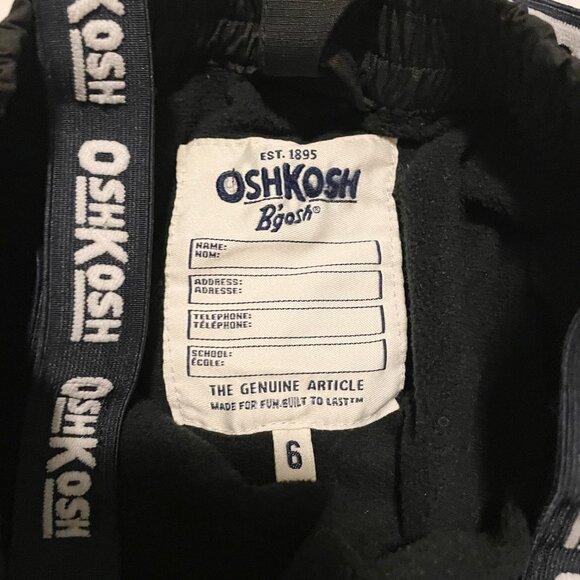 OSHKOSH
OSHKOSH
OSHKOSH
EST. 1895
OSHKOSH
B'gosh®
NAME:
NOM:
ADDRESS:
ADRESSE:
TELEPHONE:
TÉLÉPHONE:
SCHOOL:
ÉCOLE:
THE GENUINE ARTICLE
MADE FOR FUN.BUILT TO LAST™
6